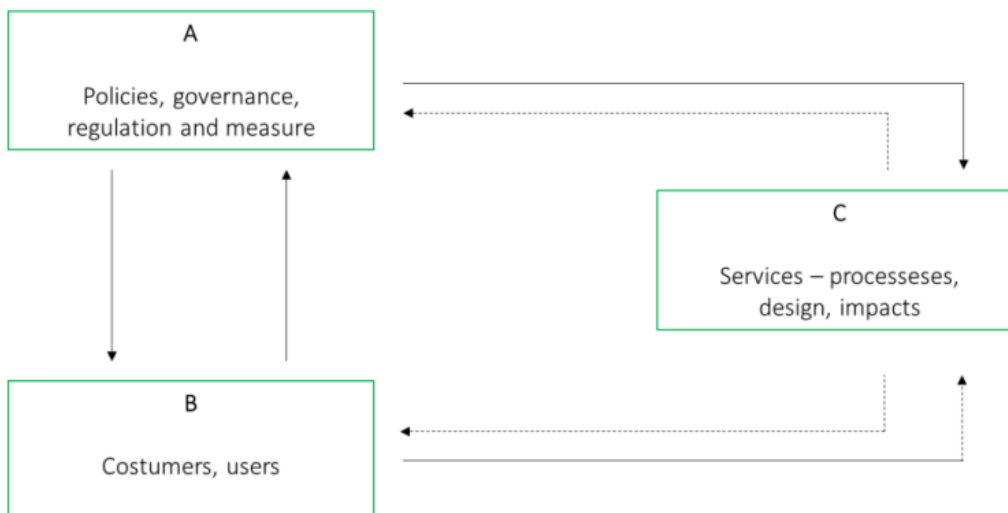 A
Policies, governance,
regulation and measure
C
Services – processeses,
design, impacts
B
Costumers, users